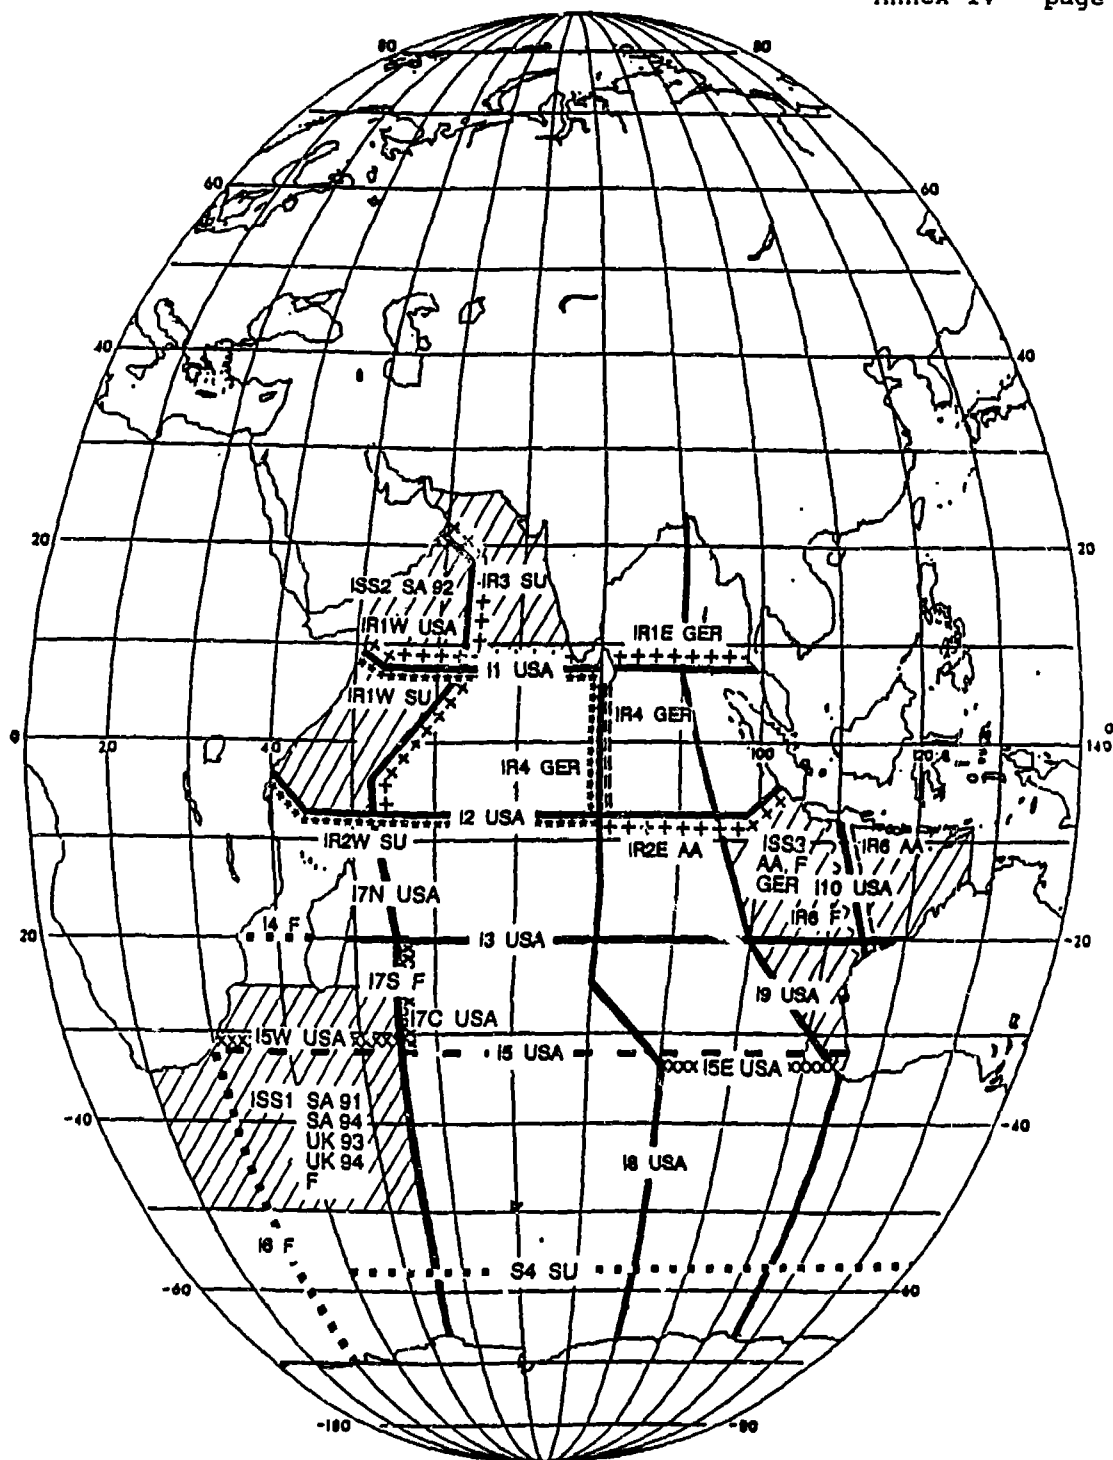 Annex IV page
80
80
60
60
40
40
20
20
ISS2 SA 92
IR3 SU
IR1W USA
IR1E GER
I1 USA
IR1W SU
IR4 GER
0
20
40
100
120
140
0
IR4 GER
I
I2 USA
IR2W SU
IR2E AA
ISS3
AA, F
GER
IR6 AA
I10 USA
IR6 F
I7N USA
I4 F
20
I3 USA
-20
I7S F
I9 USA
I7C USA
I5W USA
I5 USA
I5E USA
ISS1 SA 91
SA 94
UK 93
UK 94
F
-40
-40
I8 USA
I6 F
S4 SU
-60
-60
-180
-80